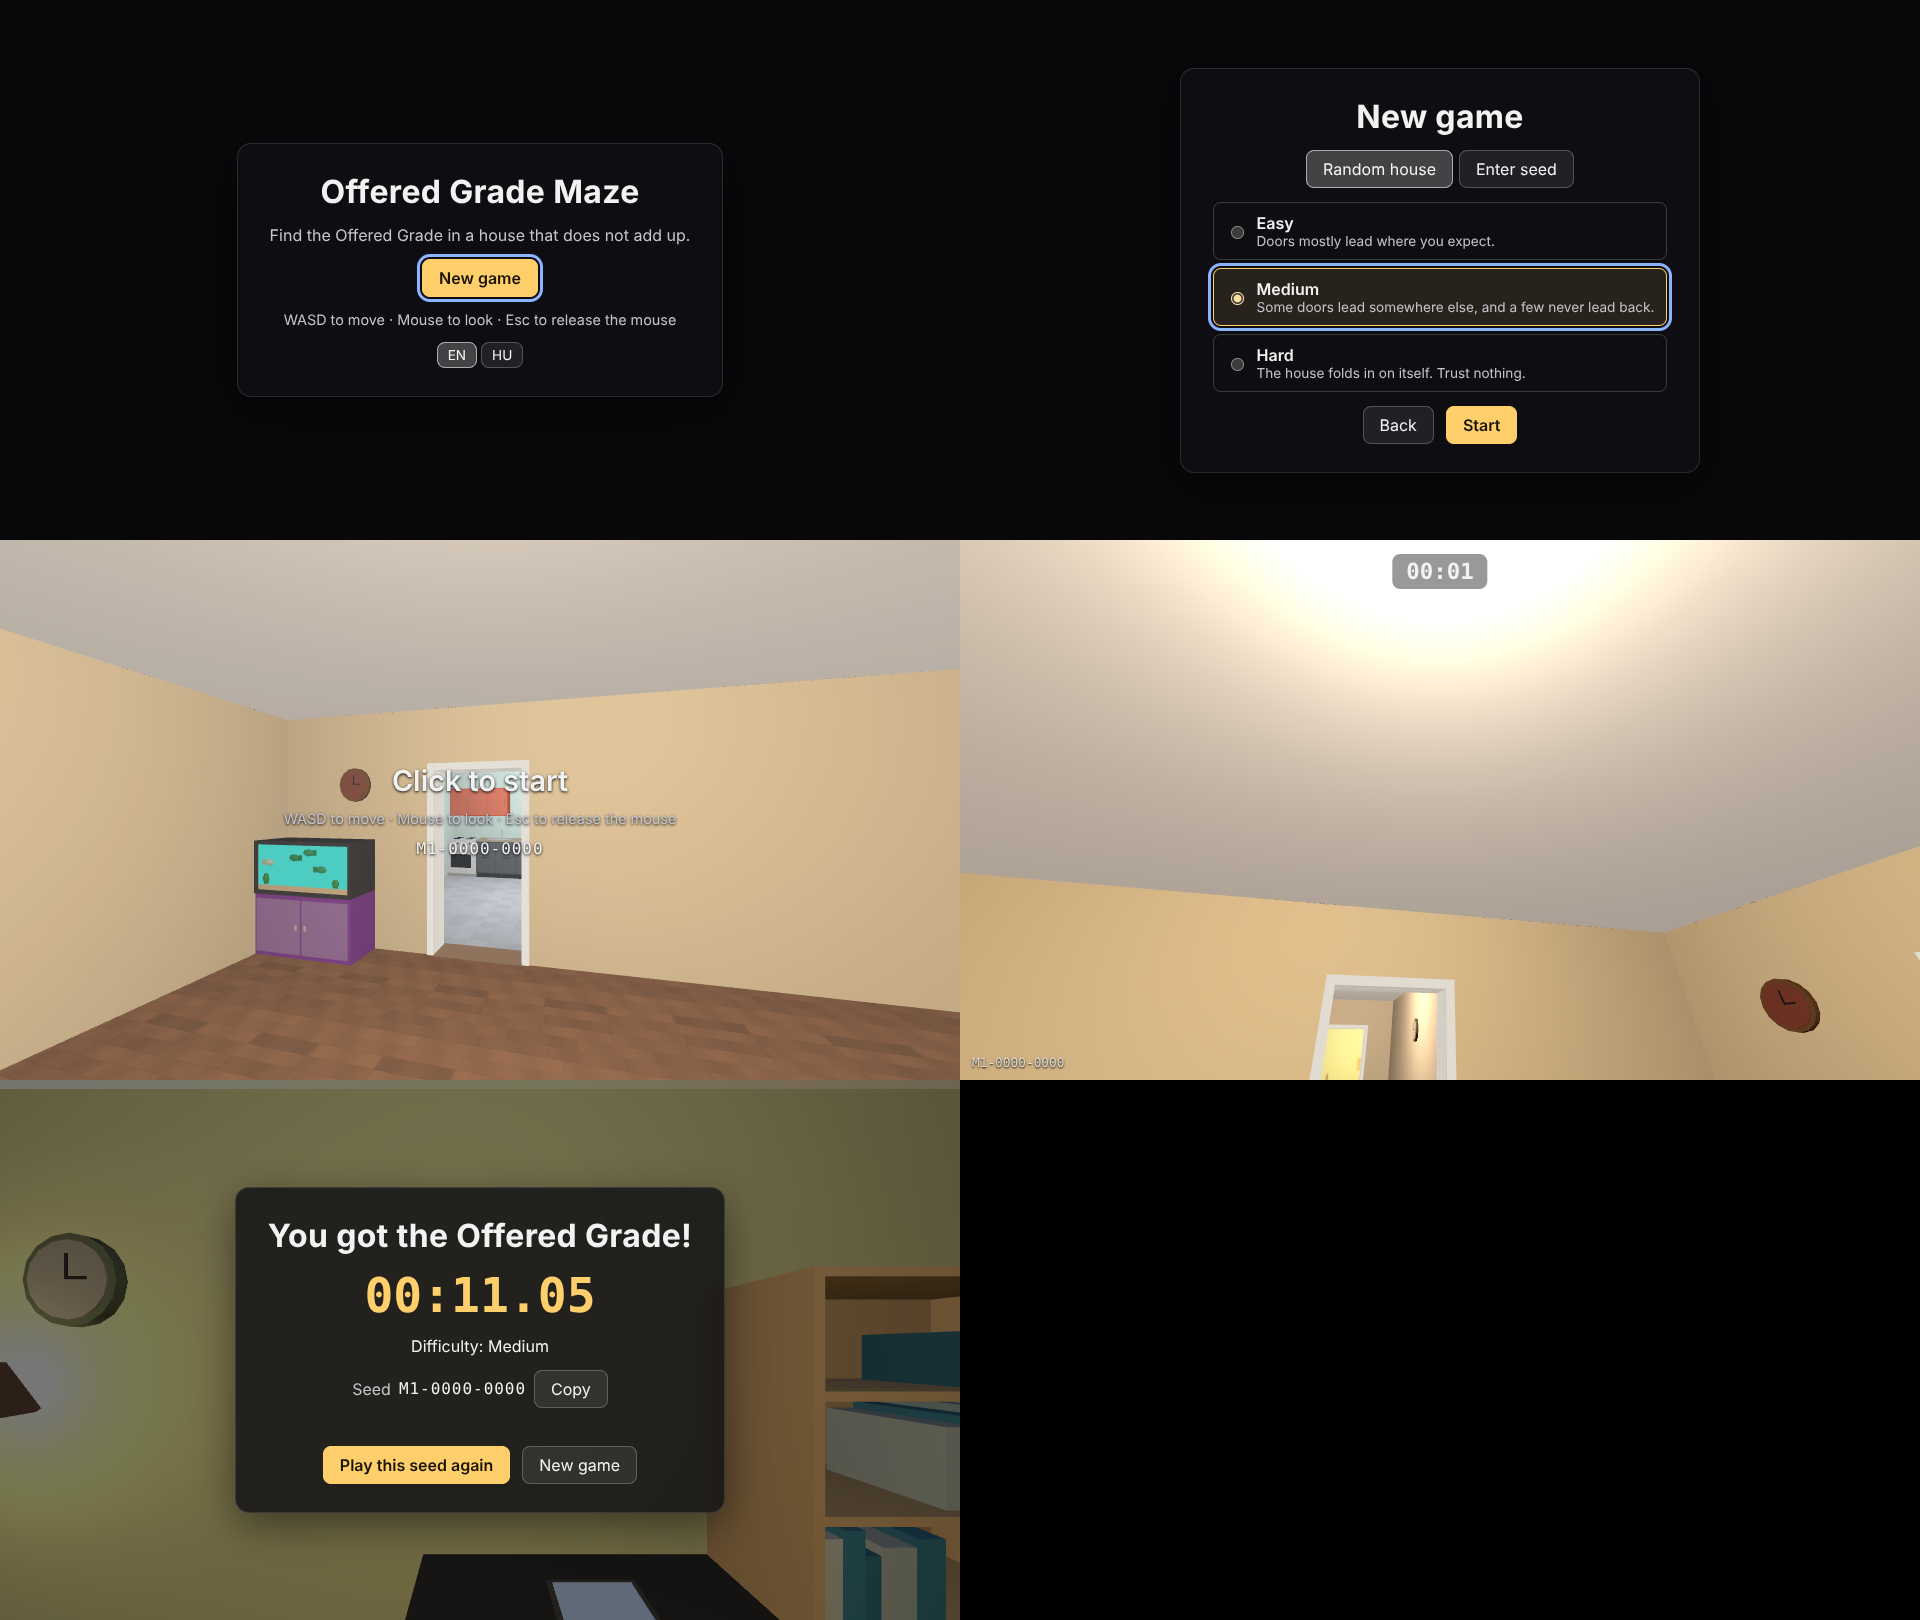 Offered Grade Maze
Find the Offered Grade in a house that does not add up.
New game
WASD to move · Mouse to look · Esc to release the mouse
EN HU
New game
Random house Enter seed
Easy
Doors mostly lead where you expect.
Medium
Some doors lead somewhere else, and a few never lead back.
Hard
The house folds in on itself. Trust nothing.
Back Start
Click to start
WASD to move · Mouse to look · Esc to release the mouse
M1-0000-0000
00:01
M1-0000-0000
You got the Offered Grade!
00:11.05
Difficulty: Medium
Seed M1-0000-0000 Copy
Play this seed again New game